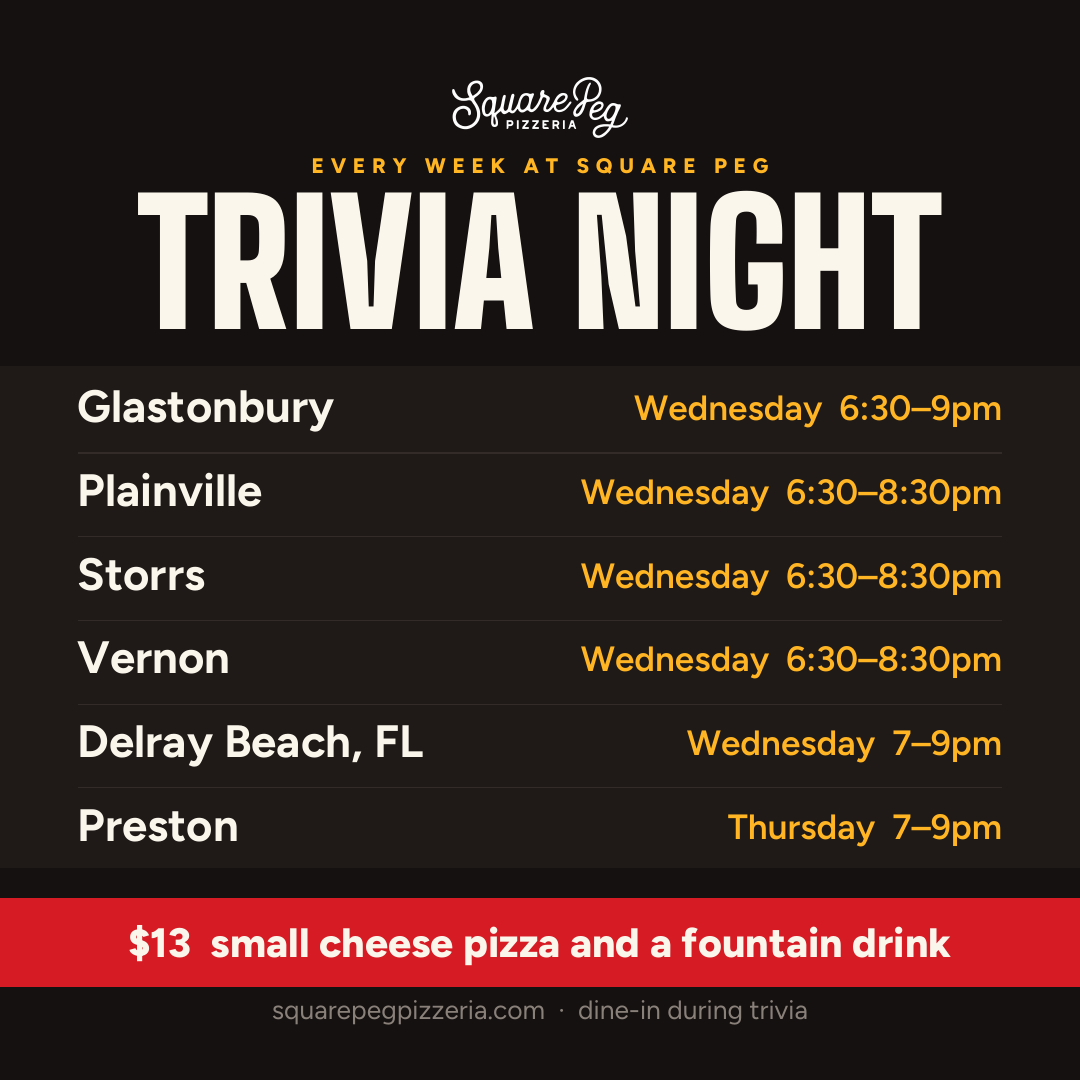 Square Peg
PIZZERIA
EVERY WEEK AT SQUARE PEG
TRIVIA NIGHT
Glastonbury Wednesday 6:30–9pm
Plainville Wednesday 6:30–8:30pm
Storrs Wednesday 6:30–8:30pm
Vernon Wednesday 6:30–8:30pm
Delray Beach, FL Wednesday 7–9pm
Preston Thursday 7–9pm
$13 small cheese pizza and a fountain drink
squarepegpizzeria.com · dine-in during trivia